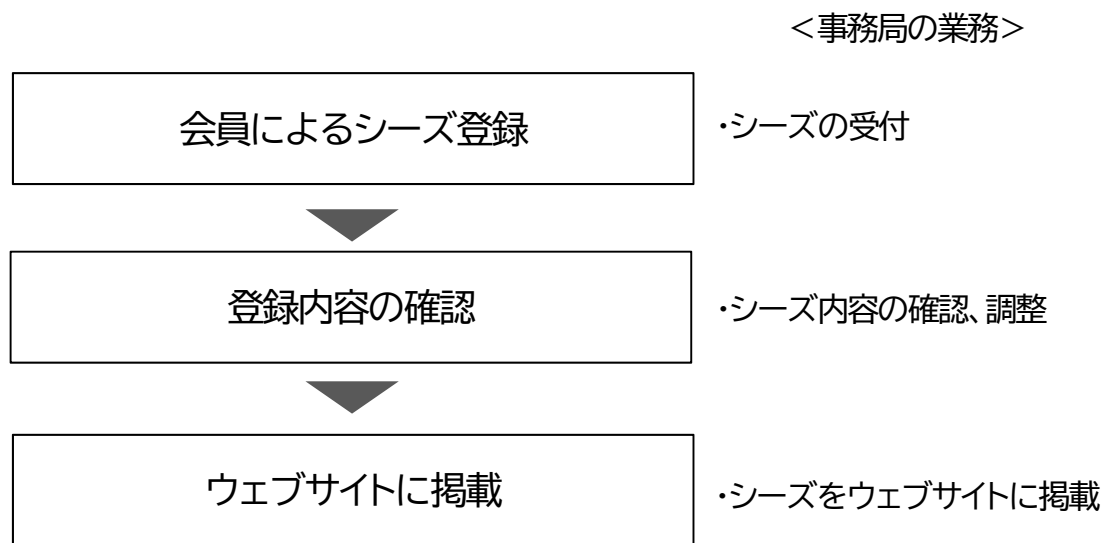 ＜事務局の業務＞
会員によるシーズ登録
・シーズの受付
登録内容の確認
・シーズ内容の確認、調整
ウェブサイトに掲載
・シーズをウェブサイトに掲載